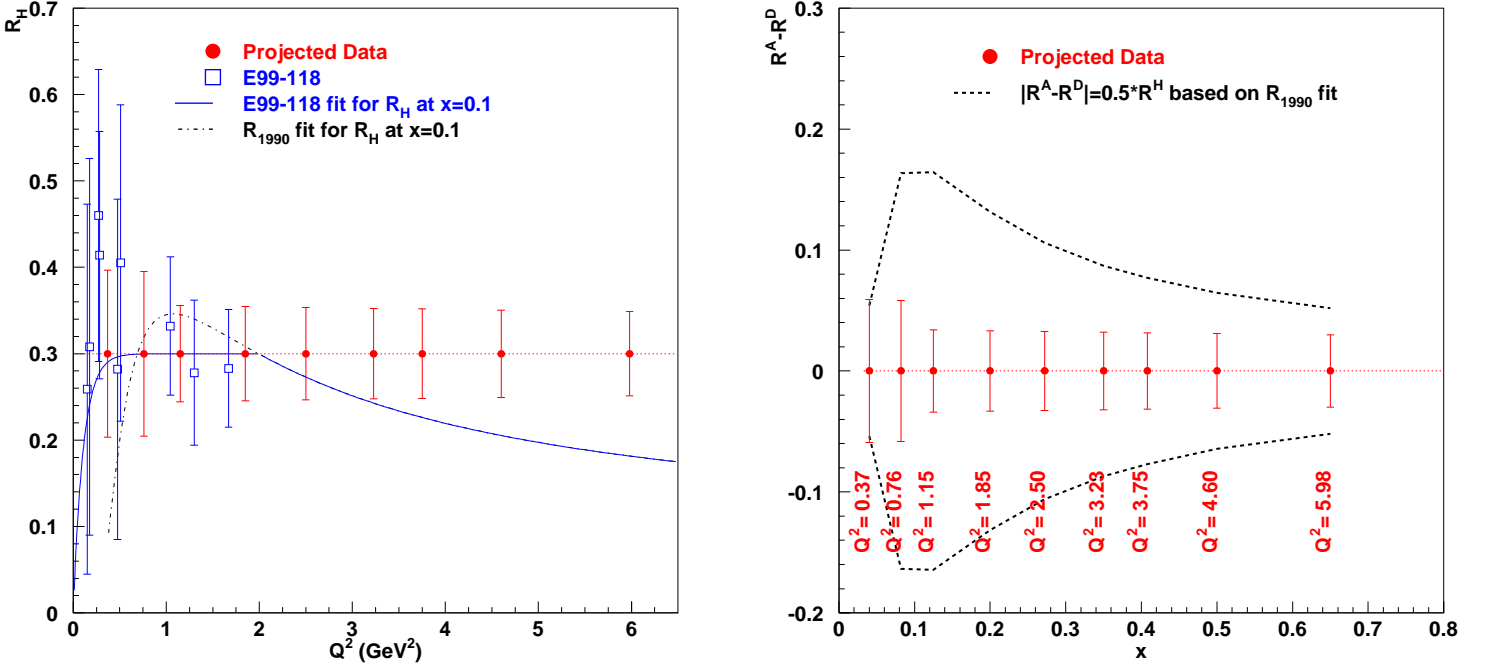 R_H
0.7
0.6
0.5
0.4
0.3
0.2
0.1
0
Projected Data
E99-118
E99-118 fit for R_H at x=0.1
R_1990 fit for R_H at x=0.1
0 1 2 3 4 5 6
Q^2 (GeV^2)
R^A-R^D
0.3
0.2
0.1
0
-0.1
-0.2
Projected Data
|R^A-R^D|=0.5*R^H based on R_1990 fit
Q^2= 0.37
Q^2= 0.76
Q^2= 1.15
Q^2= 1.85
Q^2= 2.50
Q^2= 3.23
Q^2= 3.75
Q^2= 4.60
Q^2= 5.98
0 0.1 0.2 0.3 0.4 0.5 0.6 0.7 0.8
x